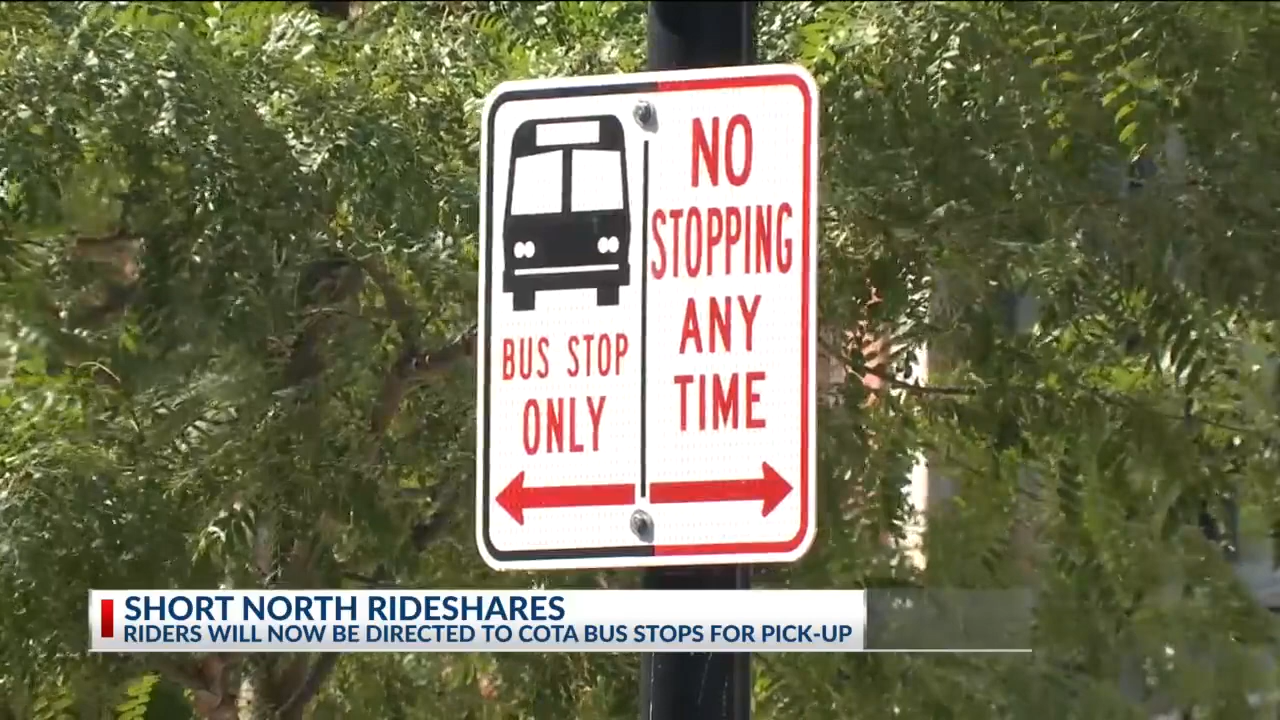 BUS STOP
ONLY
NO
STOPPING
ANY
TIME
SHORT NORTH RIDESHARES
RIDERS WILL NOW BE DIRECTED TO COTA BUS STOPS FOR PICK-UP